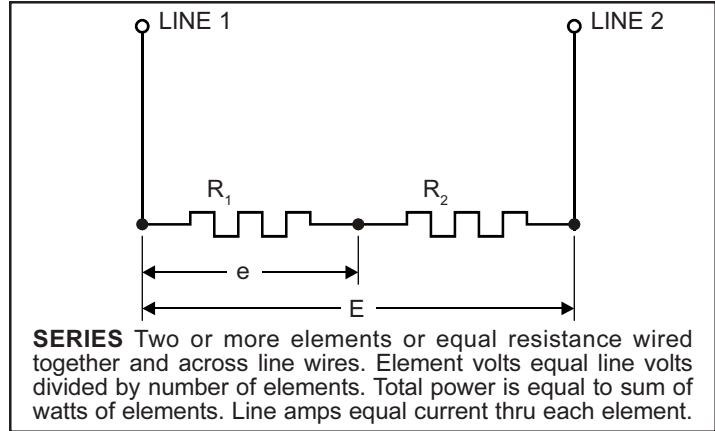 LINE 1
LINE 2
R1
R2
e
E
SERIES Two or more elements or equal resistance wired
together and across line wires. Element volts equal line volts
divided by number of elements. Total power is equal to sum of
watts of elements. Line amps equal current thru each element.